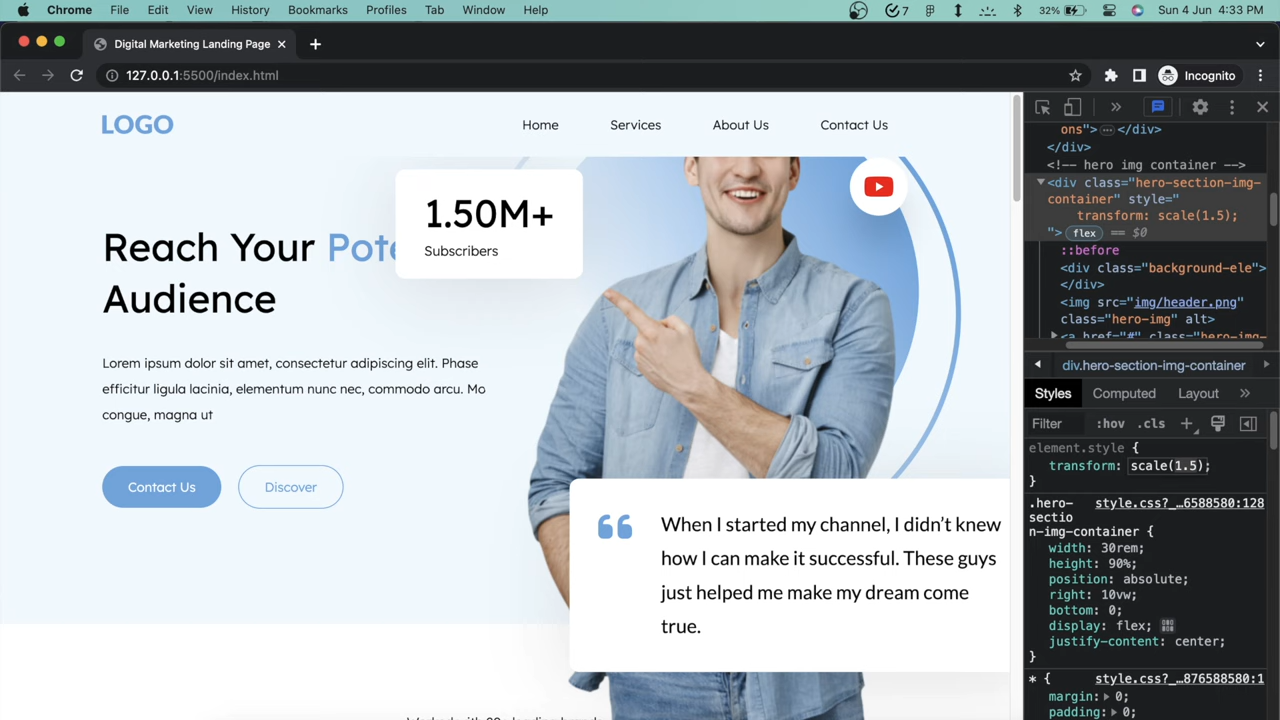 Chrome File Edit View History Bookmarks Profiles Tab Window Help 7 32% Sun 4 Jun 4:33 PM
Digital Marketing Landing Page
127.0.0.1:5500/index.html Incognito
LOGO Home Services About Us Contact Us
1.50M+
Subscribers
Reach Your
Audience
Lorem ipsum dolor sit amet, consectetur adipiscing elit. Phase
efficitur ligula lacinia, elementum nunc nec, commodo arcu. Mo
congue, magna ut
Contact Us Discover
When I started my channel, I didn't knew
how I can make it successful. These guys
just helped me make my dream come
true.
ons"> … </div>
</div>
<!-- hero img container -->
<div class="hero-section-img-
container" style="
transform: scale(1.5);
"> flex == $0
::before
<div class="background-ele">
</div>
<img src="img/header.png"
class="hero-img" alt>
<a href="#" class="hero-img-
div.hero-section-img-container
Styles Computed Layout
Filter :hov .cls
element.style {
transform: scale(1.5);
}
.hero- style.css?_…6588580:128
sectio
n-img-container {
width: 30rem;
height: 90%;
position: absolute;
right: 10vw;
bottom: 0;
display: flex;
justify-content: center;
}
* { style.css?_…876588580:1
margin: 0;
padding: 0;